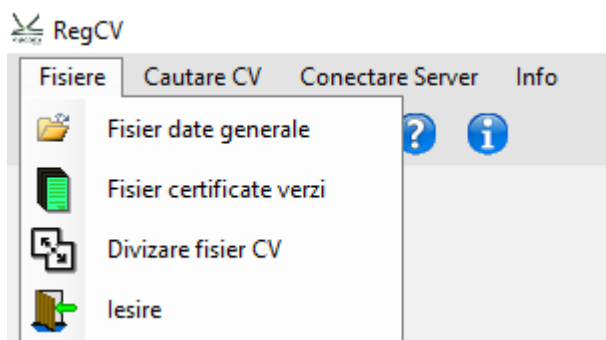 RegCV
Fisiere Cautare CV Conectare Server Info
Fisier date generale
Fisier certificate verzi
Divizare fisier CV
Iesire